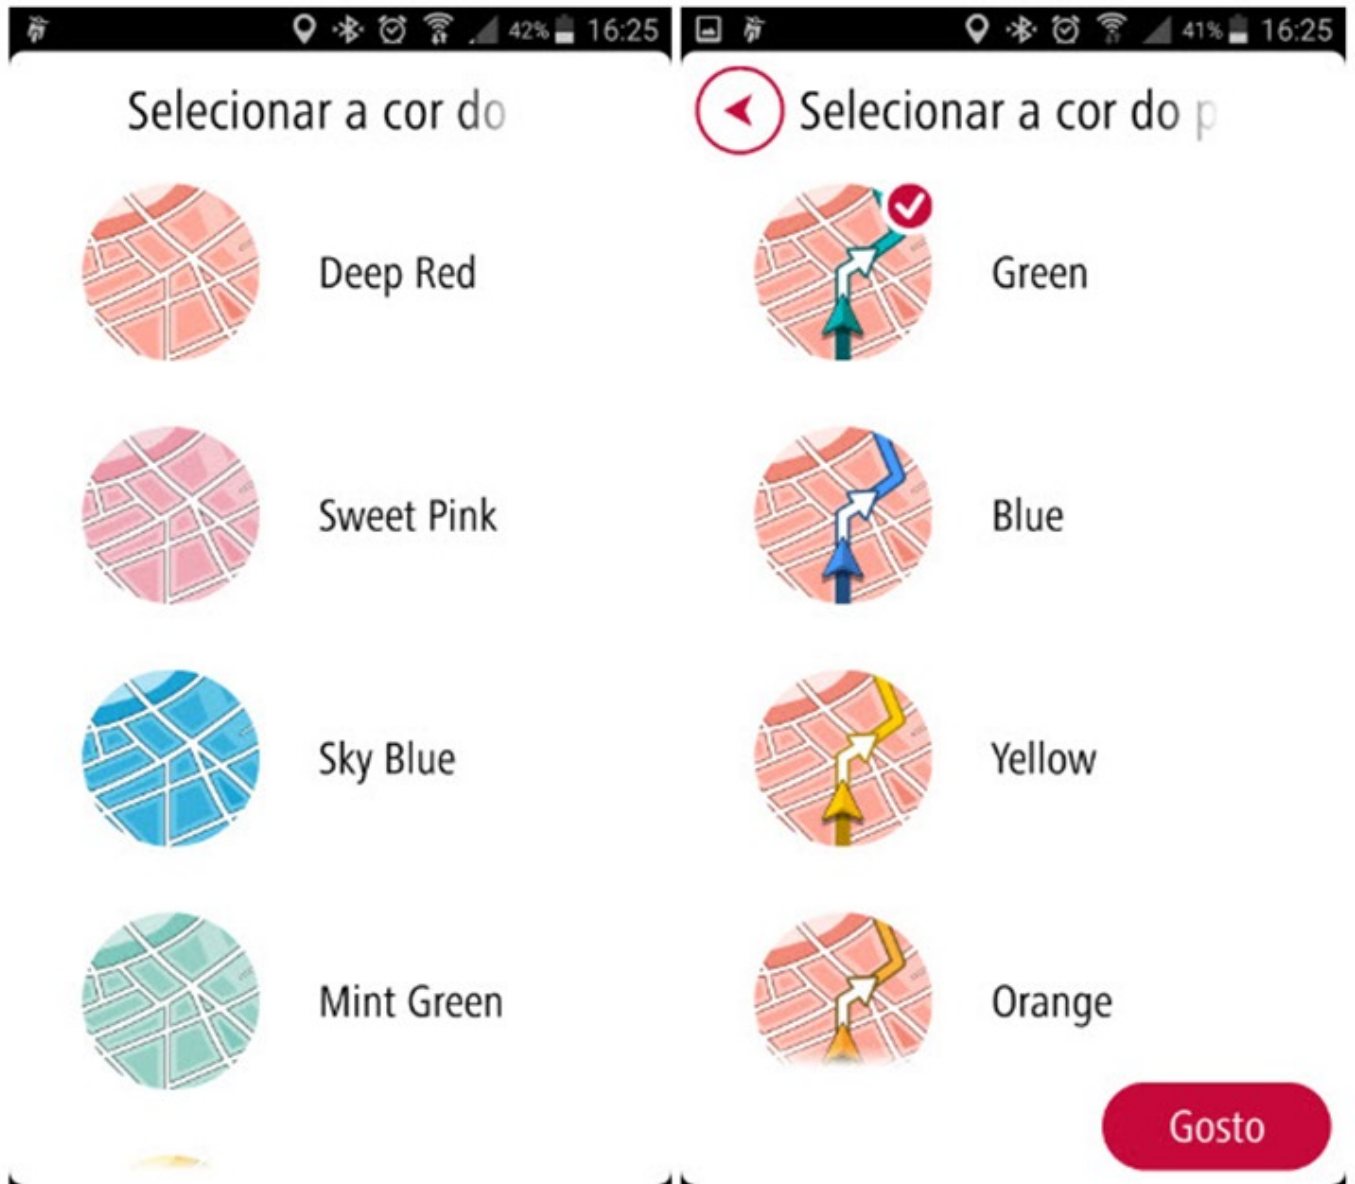 42% 16:25
Selecionar a cor do
Deep Red
Sweet Pink
Sky Blue
Mint Green
41% 16:25
Selecionar a cor do p
Green
Blue
Yellow
Orange
Gosto